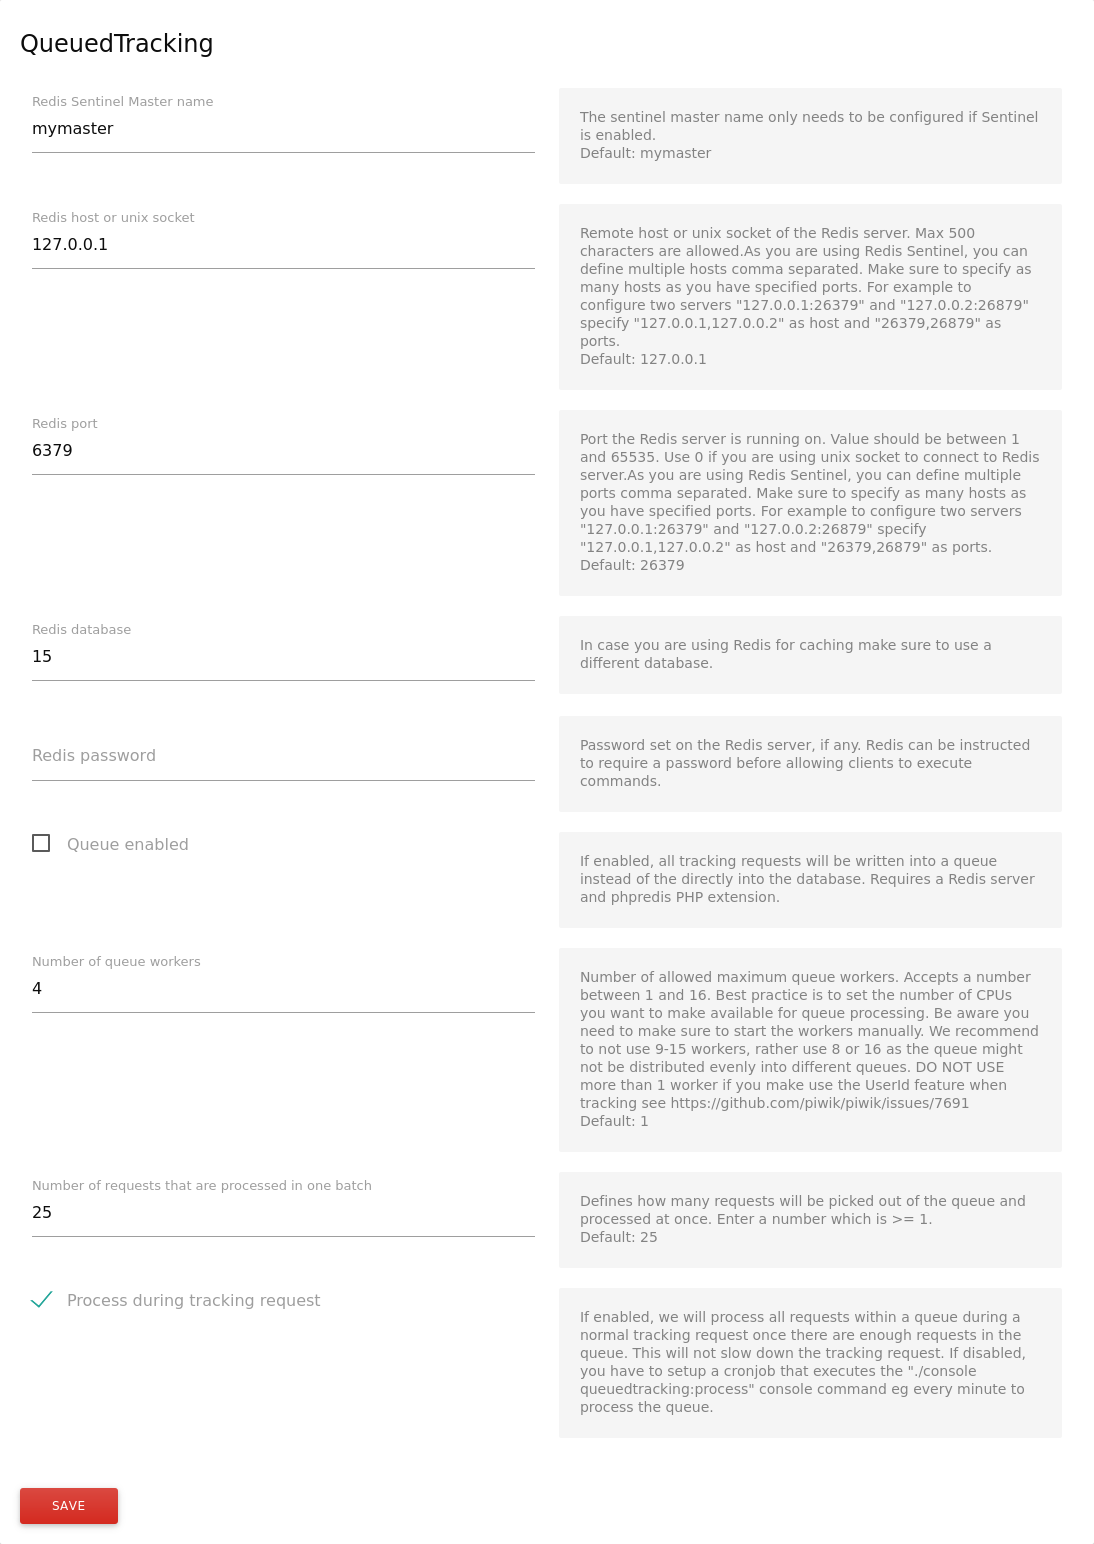 QueuedTracking
Redis Sentinel Master name
mymaster
The sentinel master name only needs to be configured if Sentinel
is enabled.
Default: mymaster
Redis host or unix socket
127.0.0.1
Remote host or unix socket of the Redis server. Max 500
characters are allowed.As you are using Redis Sentinel, you can
define multiple hosts comma separated. Make sure to specify as
many hosts as you have specified ports. For example to
configure two servers "127.0.0.1:26379" and "127.0.0.2:26879"
specify "127.0.0.1,127.0.0.2" as host and "26379,26879" as
ports.
Default: 127.0.0.1
Redis port
6379
Port the Redis server is running on. Value should be between 1
and 65535. Use 0 if you are using unix socket to connect to Redis
server.As you are using Redis Sentinel, you can define multiple
ports comma separated. Make sure to specify as many hosts as
you have specified ports. For example to configure two servers
"127.0.0.1:26379" and "127.0.0.2:26879" specify
"127.0.0.1,127.0.0.2" as host and "26379,26879" as ports.
Default: 26379
Redis database
15
In case you are using Redis for caching make sure to use a
different database.
Redis password
Password set on the Redis server, if any. Redis can be instructed
to require a password before allowing clients to execute
commands.
Queue enabled
If enabled, all tracking requests will be written into a queue
instead of the directly into the database. Requires a Redis server
and phpredis PHP extension.
Number of queue workers
4
Number of allowed maximum queue workers. Accepts a number
between 1 and 16. Best practice is to set the number of CPUs
you want to make available for queue processing. Be aware you
need to make sure to start the workers manually. We recommend
to not use 9-15 workers, rather use 8 or 16 as the queue might
not be distributed evenly into different queues. DO NOT USE
more than 1 worker if you make use the UserId feature when
tracking see https://github.com/piwik/piwik/issues/7691
Default: 1
Number of requests that are processed in one batch
25
Defines how many requests will be picked out of the queue and
processed at once. Enter a number which is >= 1.
Default: 25
Process during tracking request
If enabled, we will process all requests within a queue during a
normal tracking request once there are enough requests in the
queue. This will not slow down the tracking request. If disabled,
you have to setup a cronjob that executes the "./console
queuedtracking:process" console command eg every minute to
process the queue.
SAVE